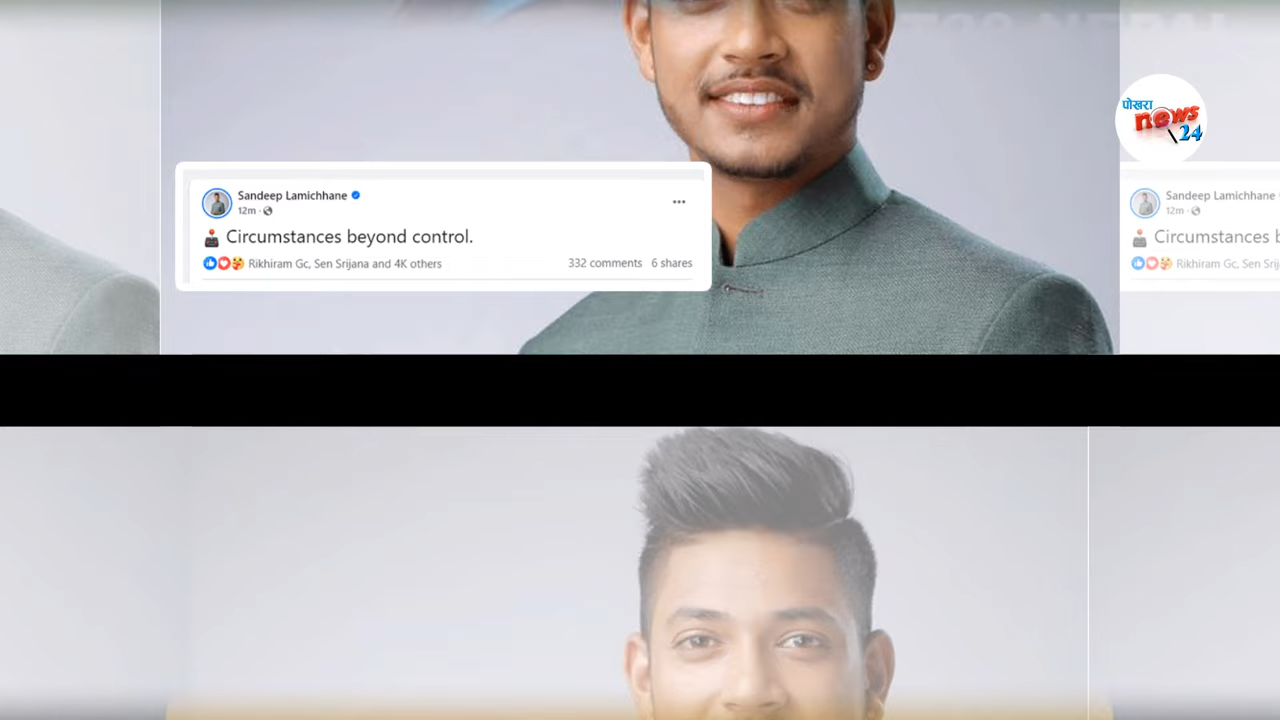 पोखरा
news
24
Sandeep Lamichhane
12m
Circumstances beyond control.
Rikhiram Gc, Sen Srijana and 4K others
332 comments 6 shares
Sandeep Lamichhane
12m
Circumstances b
Rikhiram Gc, Sen Srij